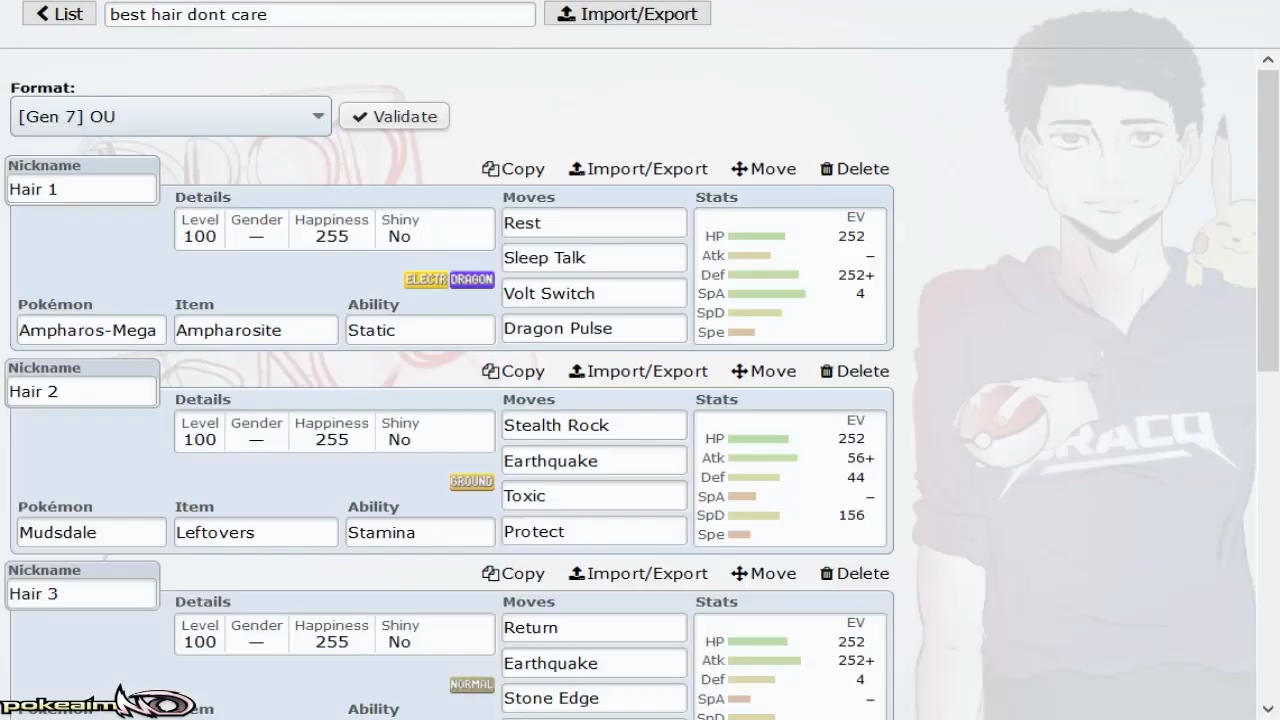 List
best hair dont care
Import/Export
Format:
[Gen 7] OU
Validate
Nickname
Hair 1
Copy Import/Export Move Delete
Details
Level Gender Happiness Shiny
100 — 255 No
ELECTR DRAGON
Pokémon Item Ability
Ampharos-Mega Ampharosite Static
Moves
Rest
Sleep Talk
Volt Switch
Dragon Pulse
Stats
EV
HP 252
Atk –
Def 252+
SpA 4
SpD
Spe
Nickname
Hair 2
Copy Import/Export Move Delete
Details
Level Gender Happiness Shiny
100 — 255 No
GROUND
Pokémon Item Ability
Mudsdale Leftovers Stamina
Moves
Stealth Rock
Earthquake
Toxic
Protect
Stats
EV
HP 252
Atk 56+
Def 44
SpA –
SpD 156
Spe
Nickname
Hair 3
Copy Import/Export Move Delete
Details
Level Gender Happiness Shiny
100 — 255 No
NORMAL
Ability
Moves
Return
Earthquake
Stone Edge
Stats
EV
HP 252
Atk 252+
Def 4
SpA –
SpD
pokeaim